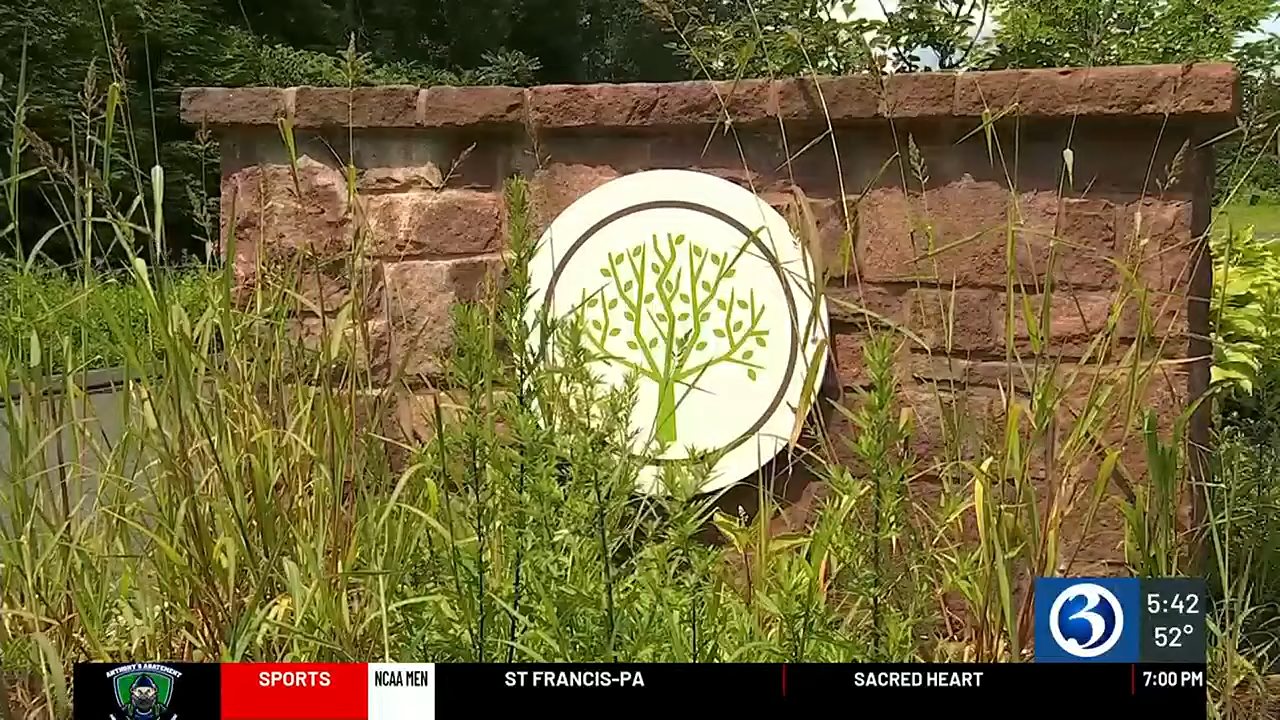 3
5:42
52°
ANTHONY'S ABATEMENT
SPORTS
NCAA MEN
ST FRANCIS-PA
SACRED HEART
7:00 PM